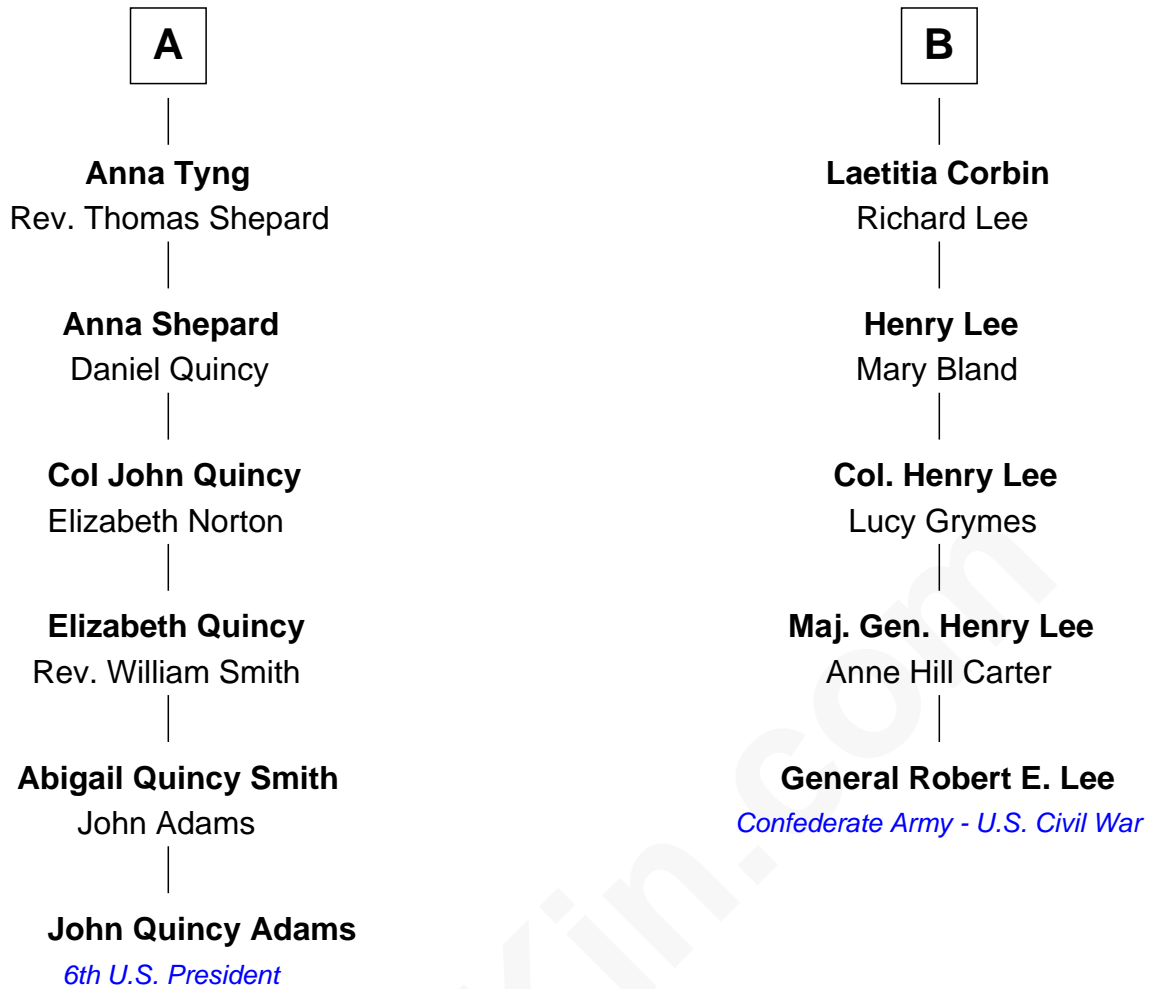 A
Anna Tyng
Rev. Thomas Shepard
Anna Shepard
Daniel Quincy
Col John Quincy
Elizabeth Norton
Elizabeth Quincy
Rev. William Smith
Abigail Quincy Smith
John Adams
John Quincy Adams
6th U.S. President
B
Laetitia Corbin
Richard Lee
Henry Lee
Mary Bland
Col. Henry Lee
Lucy Grymes
Maj. Gen. Henry Lee
Anne Hill Carter
General Robert E. Lee
Confederate Army - U.S. Civil War